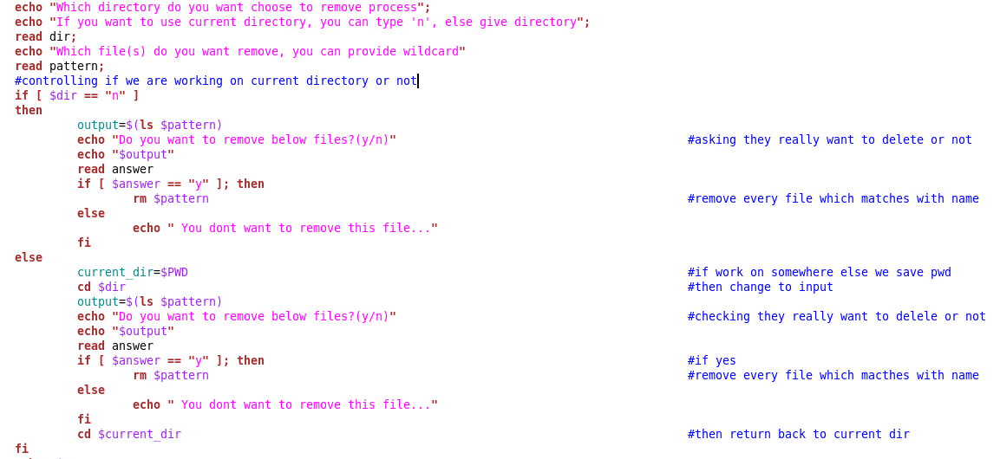 echo "Which directory do you want choose to remove process";
echo "If you want to use current directory, you can type 'n', else give directory";
read dir;
echo "Which file(s) do you want remove, you can provide wildcard"
read pattern;
#controlling if we are working on current directory or not
if [ $dir == "n" ]
then
output=$(ls $pattern)
echo "Do you want to remove below files?(y/n)" #asking they really want to delete or not
echo "$output"
read answer
if [ $answer == "y" ]; then
rm $pattern #remove every file which matches with name
else
echo " You dont want to remove this file..."
fi
else
current_dir=$PWD #if work on somewhere else we save pwd
cd $dir #then change to input
output=$(ls $pattern)
echo "Do you want to remove below files?(y/n)" #checking they really want to delele or not
echo "$output"
read answer
if [ $answer == "y" ]; then #if yes
rm $pattern #remove every file which macthes with name
else
echo " You dont want to remove this file..."
fi
cd $current_dir #then return back to current dir
fi